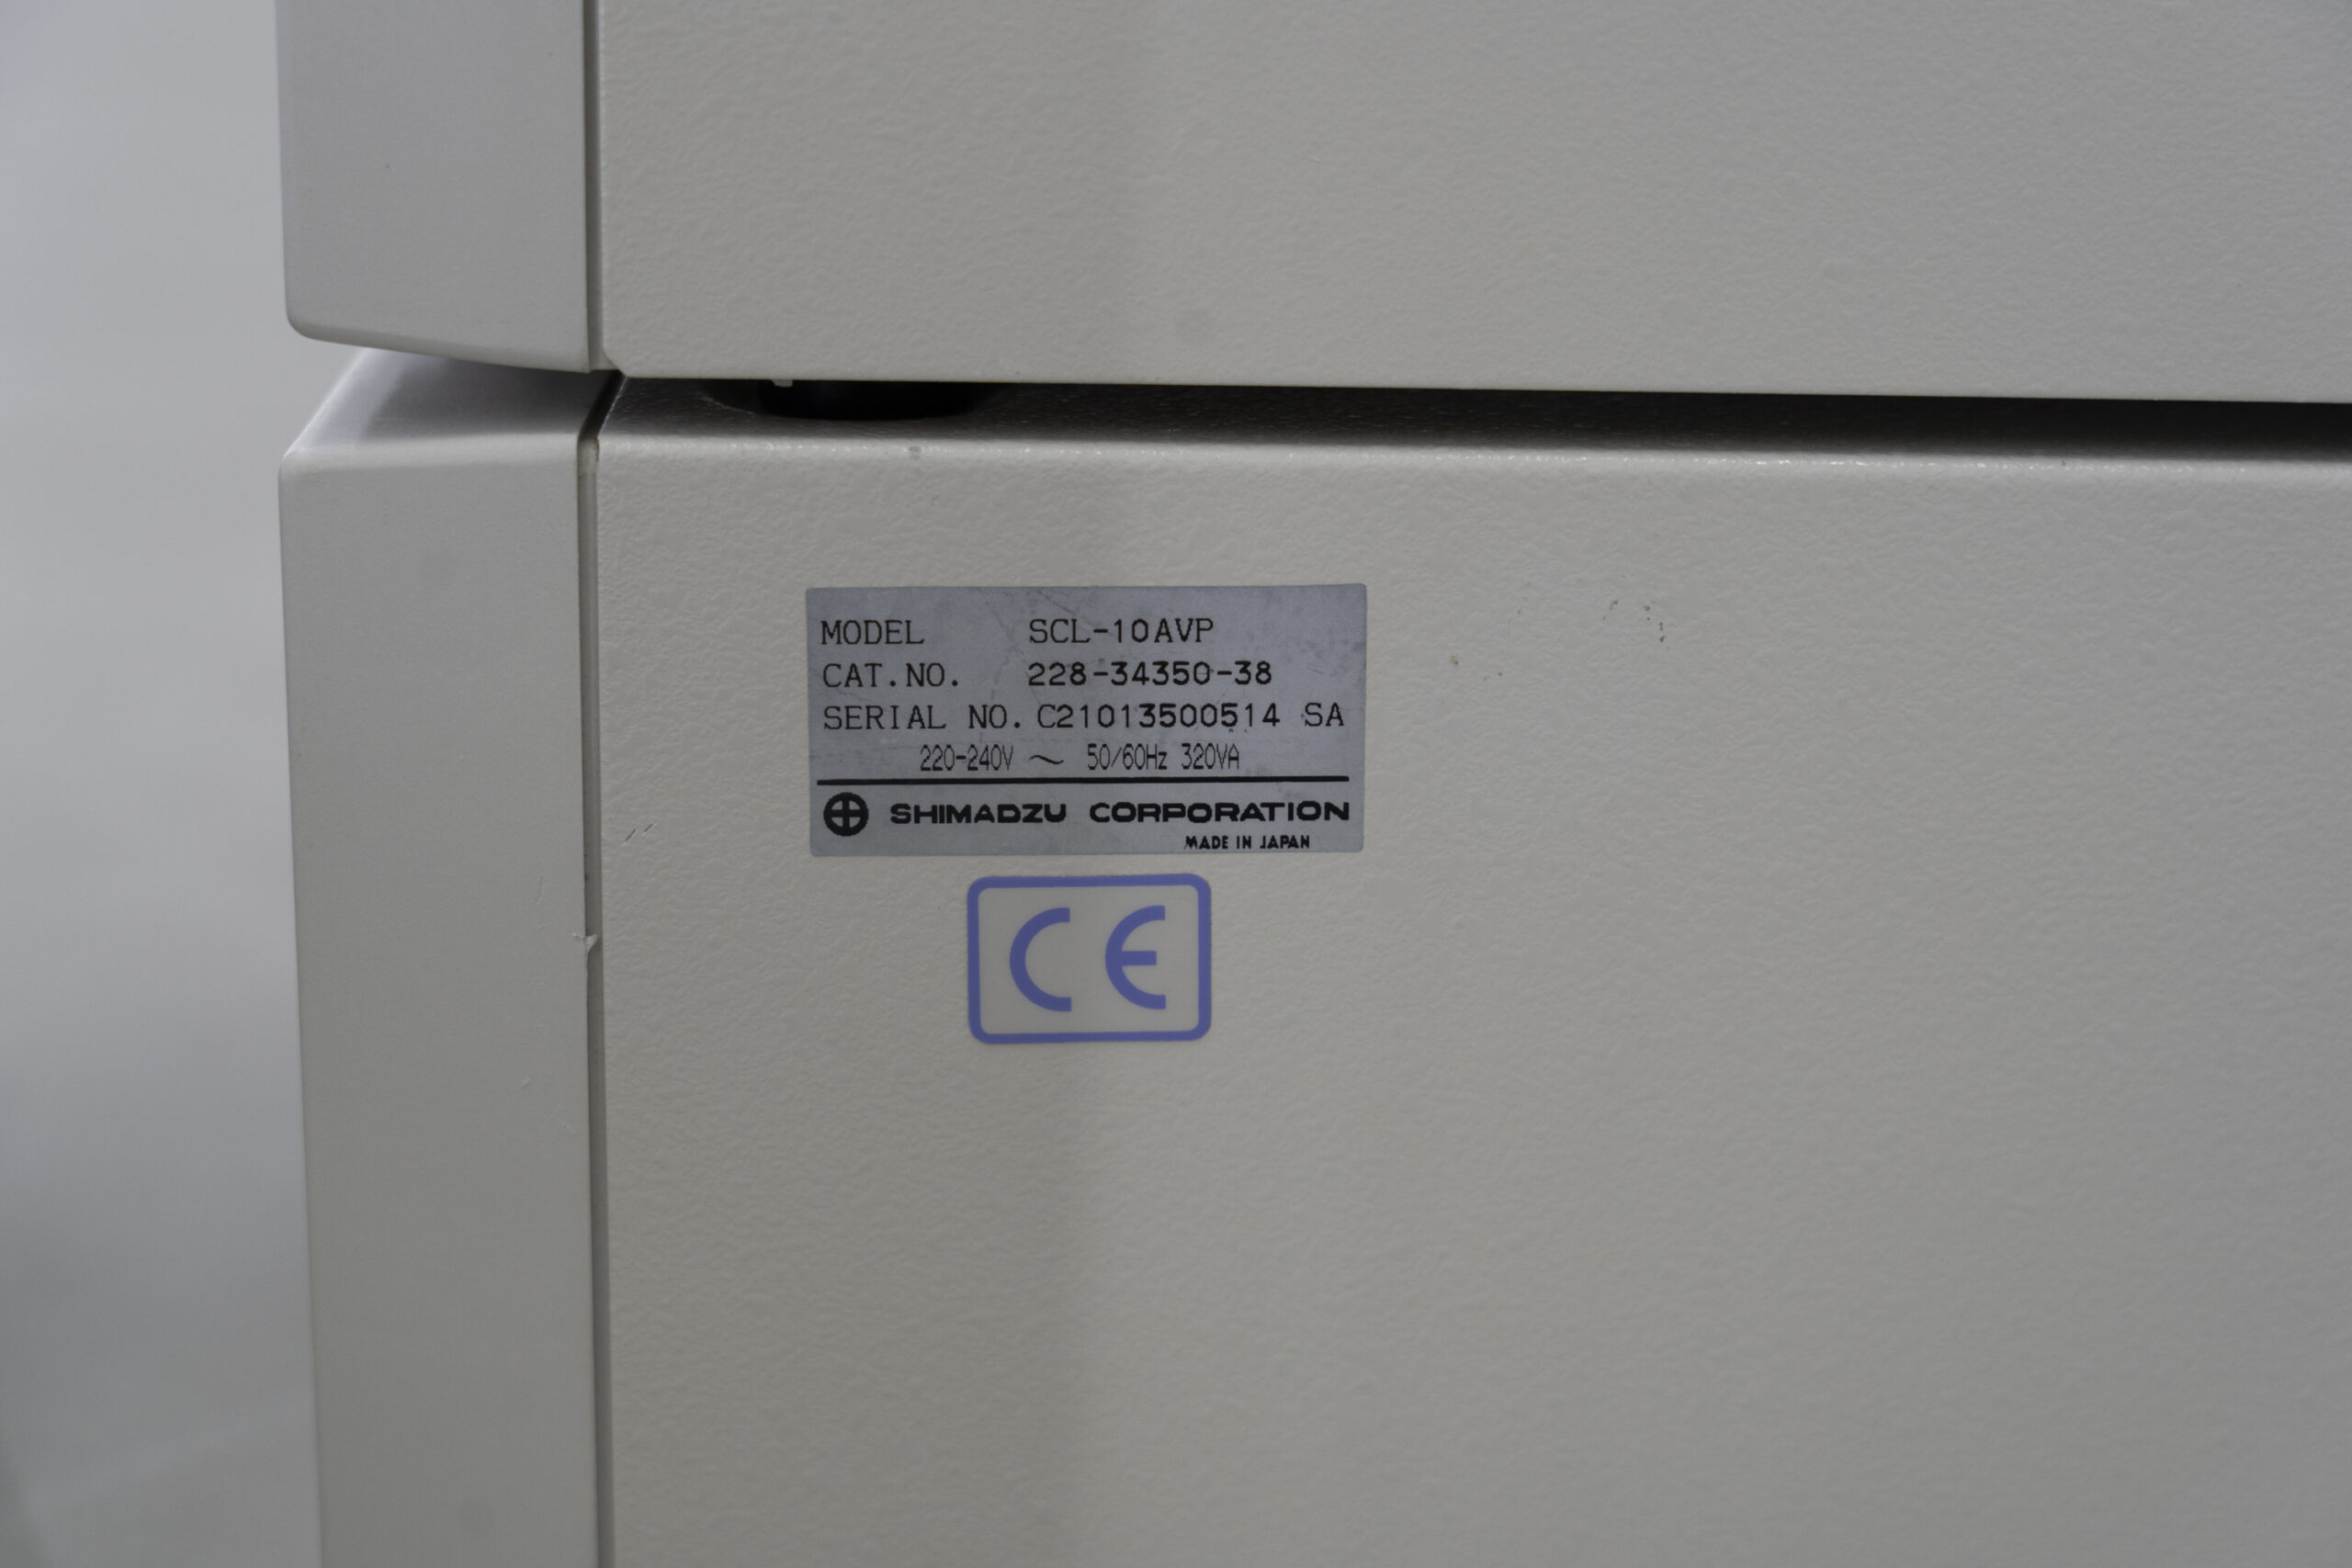 MODEL SCL-10AVP
CAT.NO. 228-34350-38
SERIAL NO. C21013500514 SA
220-240V ～ 50/60Hz 320VA
SHIMADZU CORPORATION
MADE IN JAPAN
CE